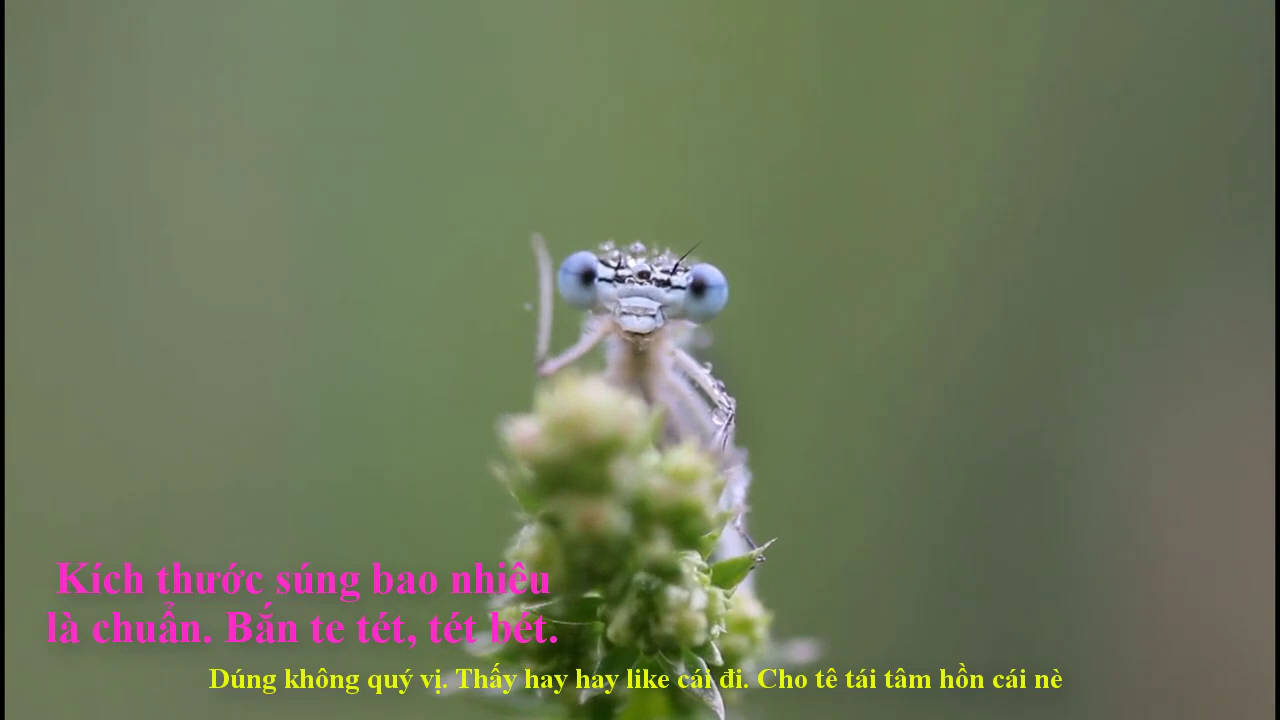 Kích thước súng bao nhiêu
là chuẩn. Bắn te tét, tét bét.
Dúng không quý vị. Thấy hay hay like cái đi. Cho tê tái tâm hồn cái nè